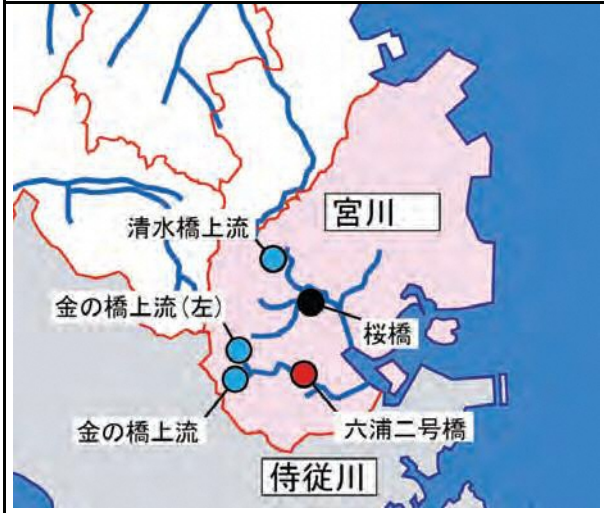 宮川
清水橋上流
金の橋上流(左)
桜橋
金の橋上流
六浦二号橋
侍従川